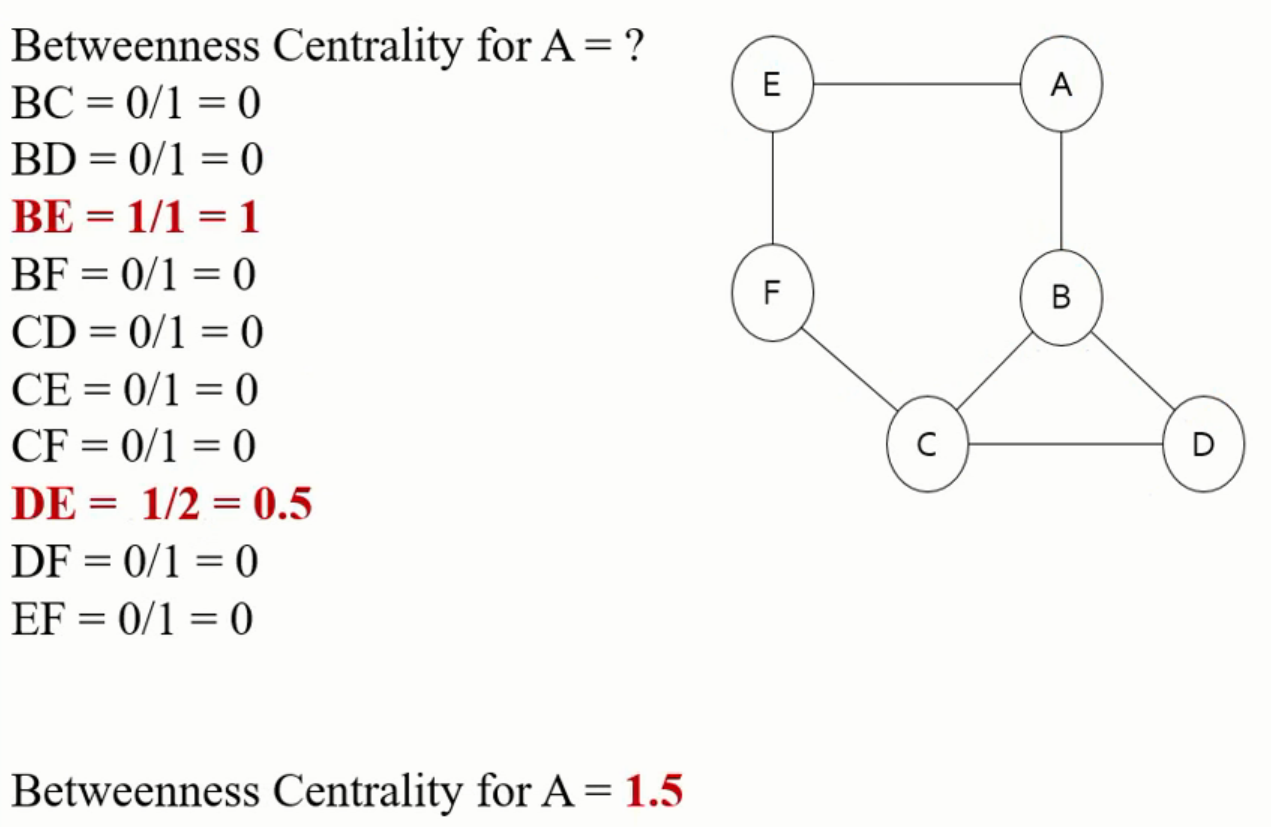 Betweenness Centrality for A = ?
BC = 0/1 = 0
BD = 0/1 = 0
BE = 1/1 = 1
BF = 0/1 = 0
CD = 0/1 = 0
CE = 0/1 = 0
CF = 0/1 = 0
DE = 1/2 = 0.5
DF = 0/1 = 0
EF = 0/1 = 0
Betweenness Centrality for A = 1.5
E
A
F
B
C
D